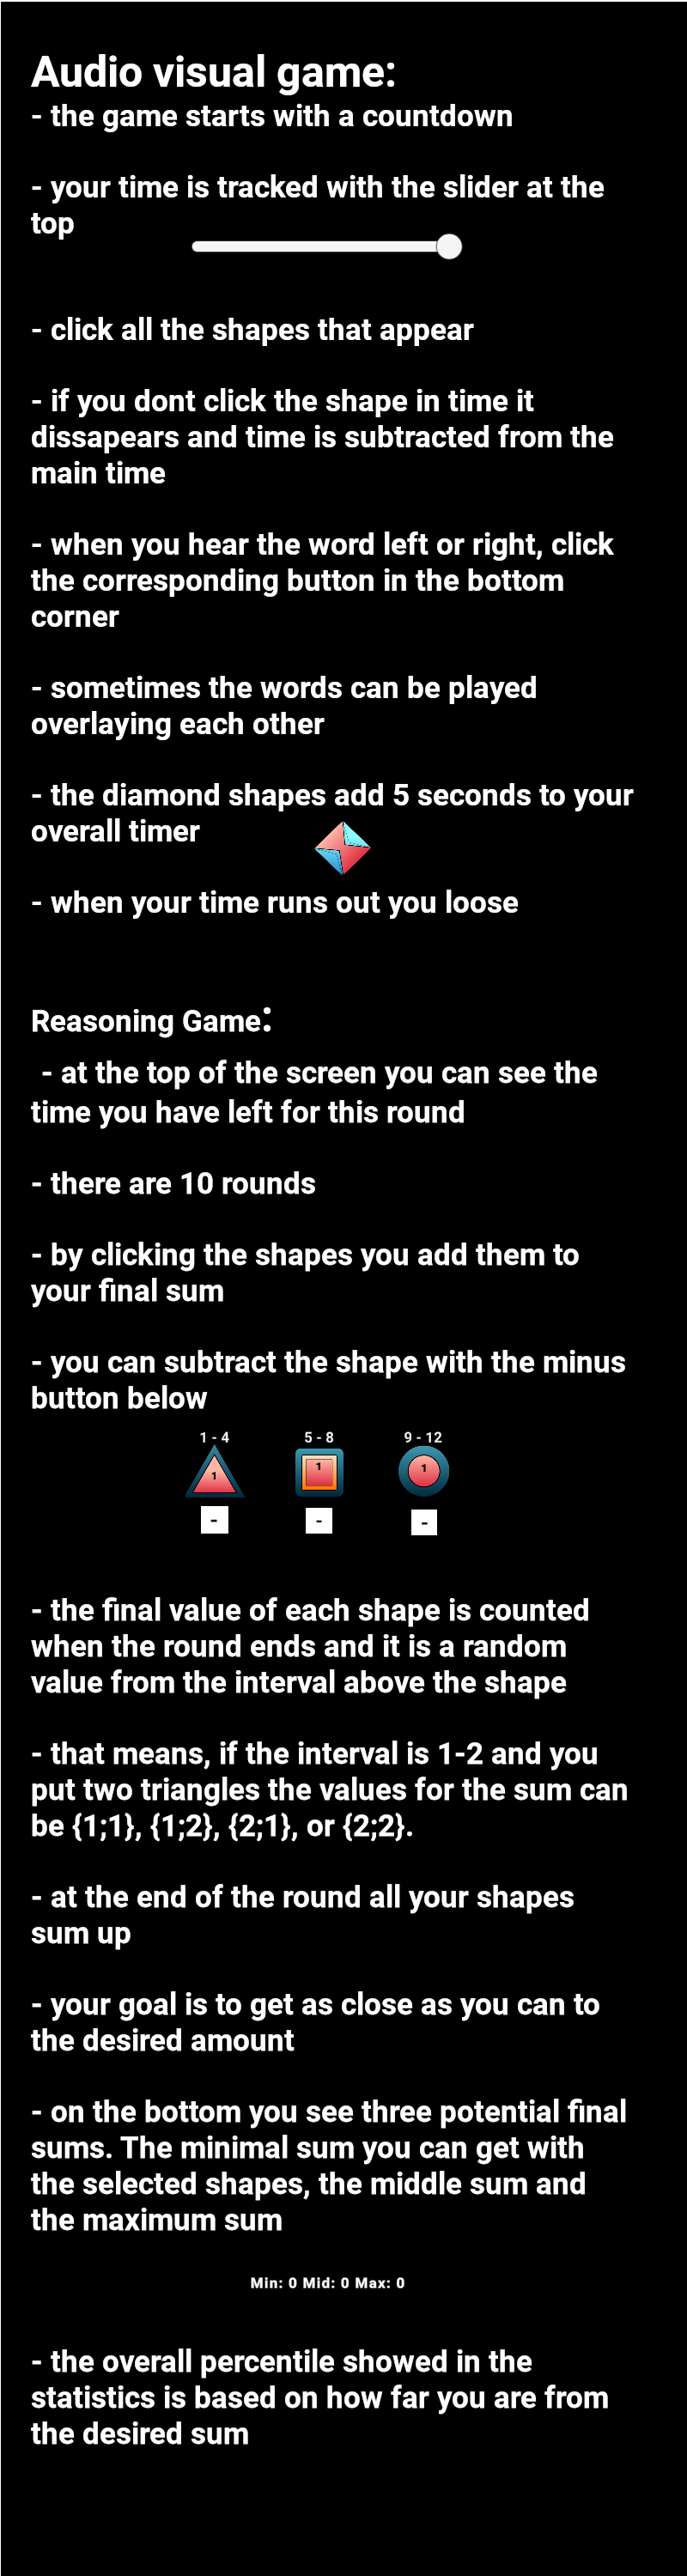 Audio visual game:
- the game starts with a countdown
- your time is tracked with the slider at the
top
- click all the shapes that appear
- if you dont click the shape in time it
dissapears and time is subtracted from the
main time
- when you hear the word left or right, click
the corresponding button in the bottom
corner
- sometimes the words can be played
overlaying each other
- the diamond shapes add 5 seconds to your
overall timer
- when your time runs out you loose
Reasoning Game:
- at the top of the screen you can see the
time you have left for this round
- there are 10 rounds
- by clicking the shapes you add them to
your final sum
- you can subtract the shape with the minus
button below
1 - 4 5 - 8 9 - 12
1 1 1
- - -
- the final value of each shape is counted
when the round ends and it is a random
value from the interval above the shape
- that means, if the interval is 1-2 and you
put two triangles the values for the sum can
be {1;1}, {1;2}, {2;1}, or {2;2}.
- at the end of the round all your shapes
sum up
- your goal is to get as close as you can to
the desired amount
- on the bottom you see three potential final
sums. The minimal sum you can get with
the selected shapes, the middle sum and
the maximum sum
Min: 0 Mid: 0 Max: 0
- the overall percentile showed in the
statistics is based on how far you are from
the desired sum